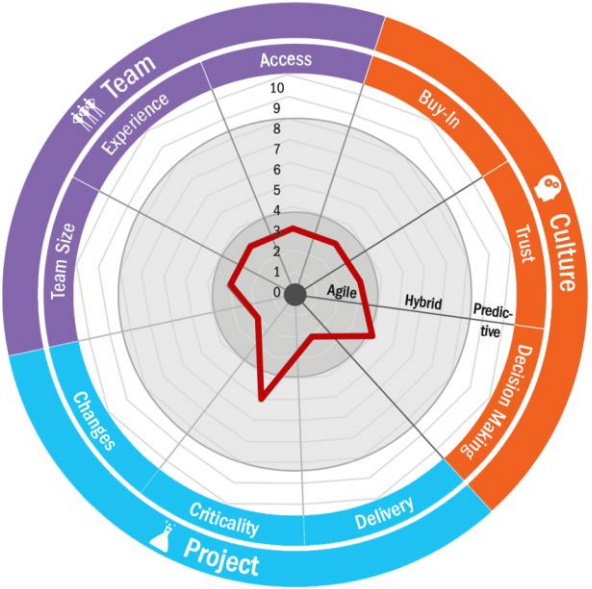 Team
Access
Experience
Team Size
Buy-In
Trust
Decision Making
Culture
10
9
8
7
6
5
4
3
2
1
0
Agile
Hybrid
Predic-
tive
Changes
Criticality
Delivery
Project